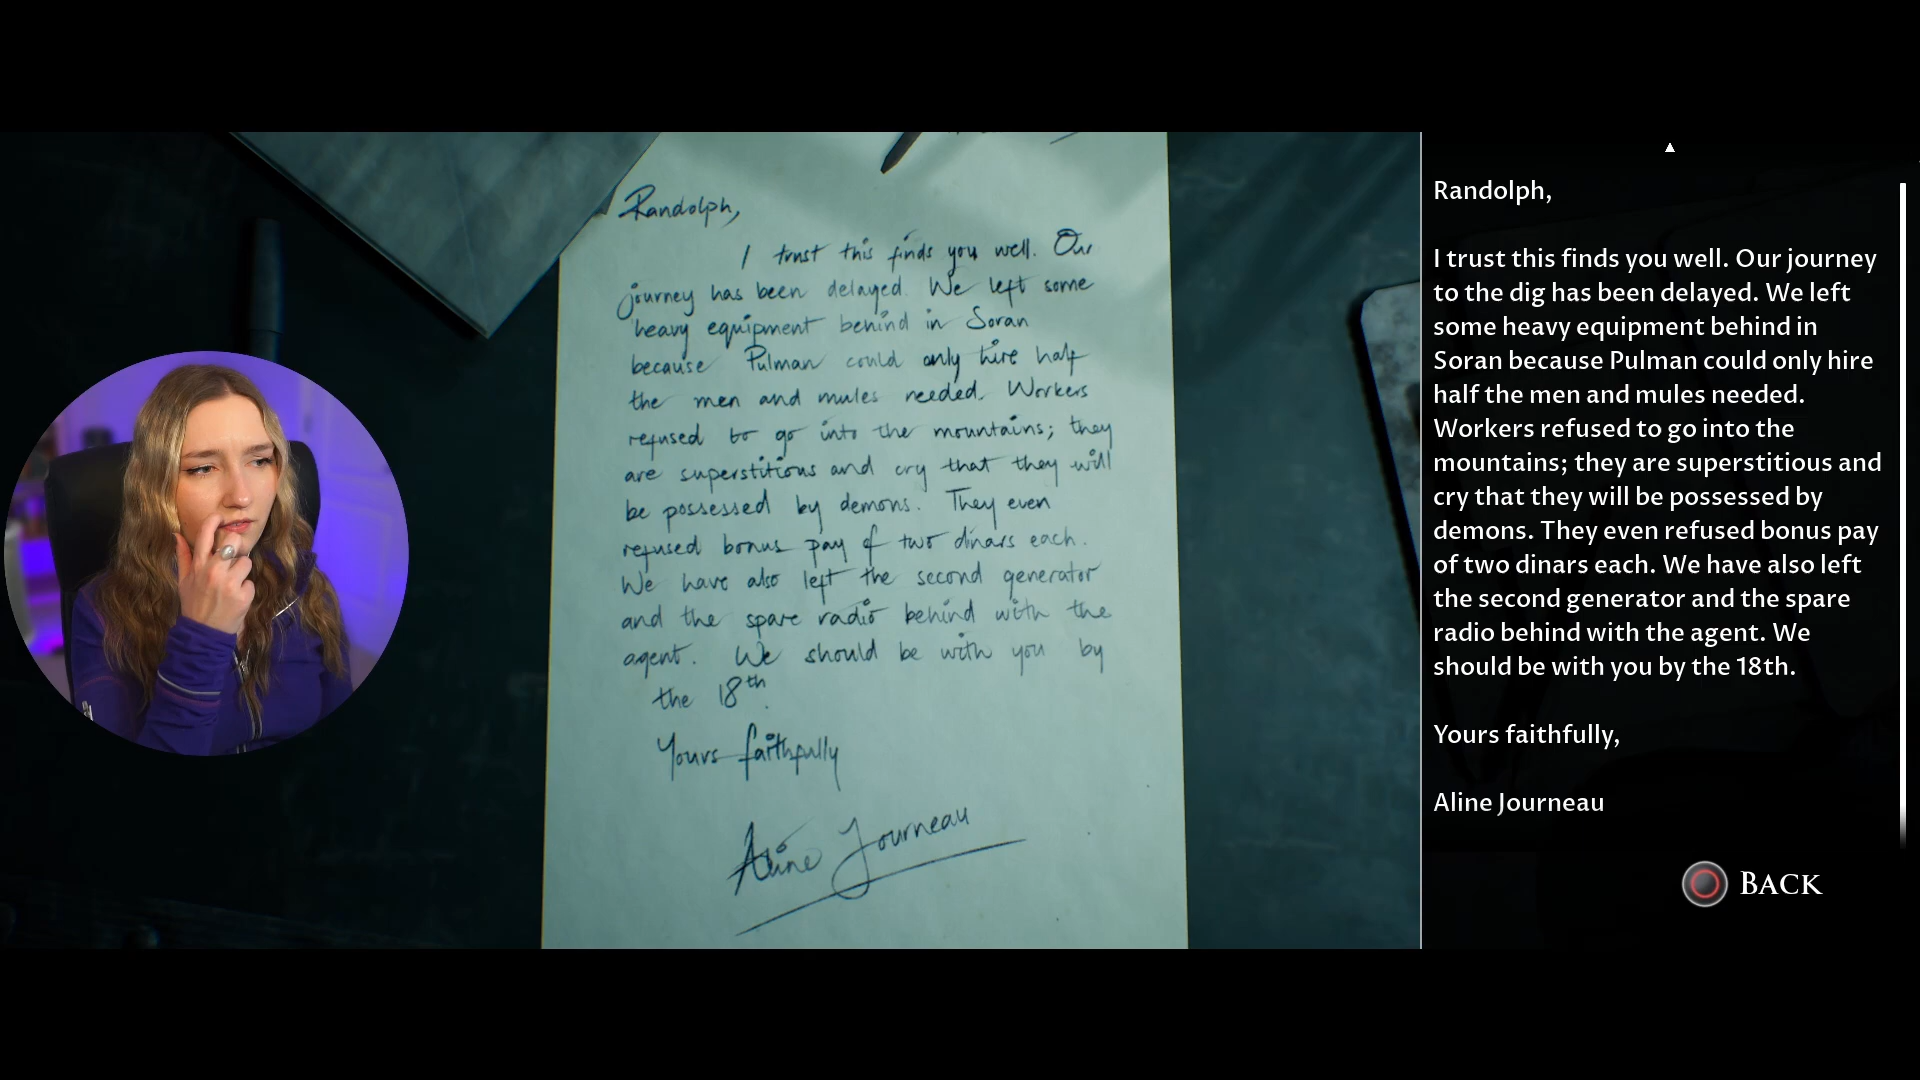 Randolph,
I trust this finds you well. Our
journey has been delayed. We left some
heavy equipment behind in Soran
because Pulman could only hire half
the men and mules needed. Workers
refused to go into the mountains; they
are superstitious and cry that they will
be possessed by demons. They even
refused bonus pay of two dinars each.
We have also left the second generator
and the spare radio behind with the
agent. We should be with you by
the 18th.
Yours faithfully
Aline Journeau
Randolph,
I trust this finds you well. Our journey
to the dig has been delayed. We left
some heavy equipment behind in
Soran because Pulman could only hire
half the men and mules needed.
Workers refused to go into the
mountains; they are superstitious and
cry that they will be possessed by
demons. They even refused bonus pay
of two dinars each. We have also left
the second generator and the spare
radio behind with the agent. We
should be with you by the 18th.
Yours faithfully,
Aline Journeau
BACK